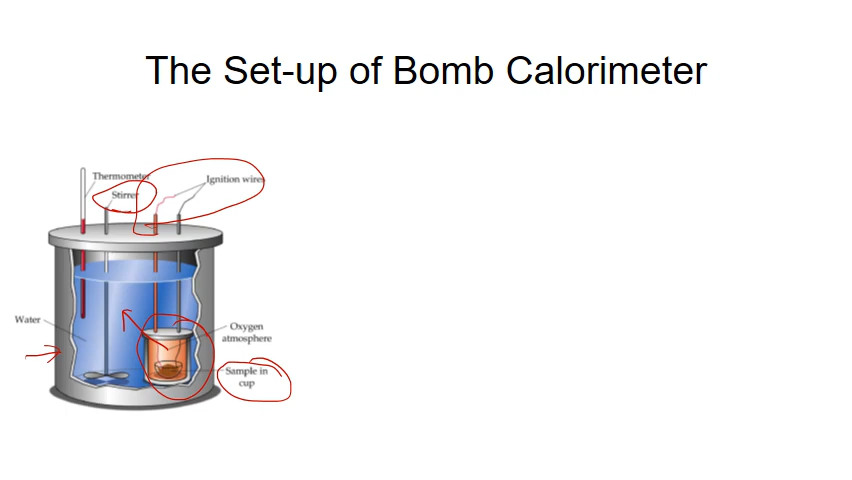 The Set-up of Bomb Calorimeter
Thermometer
Stirrer
Ignition wires
Water
Oxygen
atmosphere
Sample in
cup